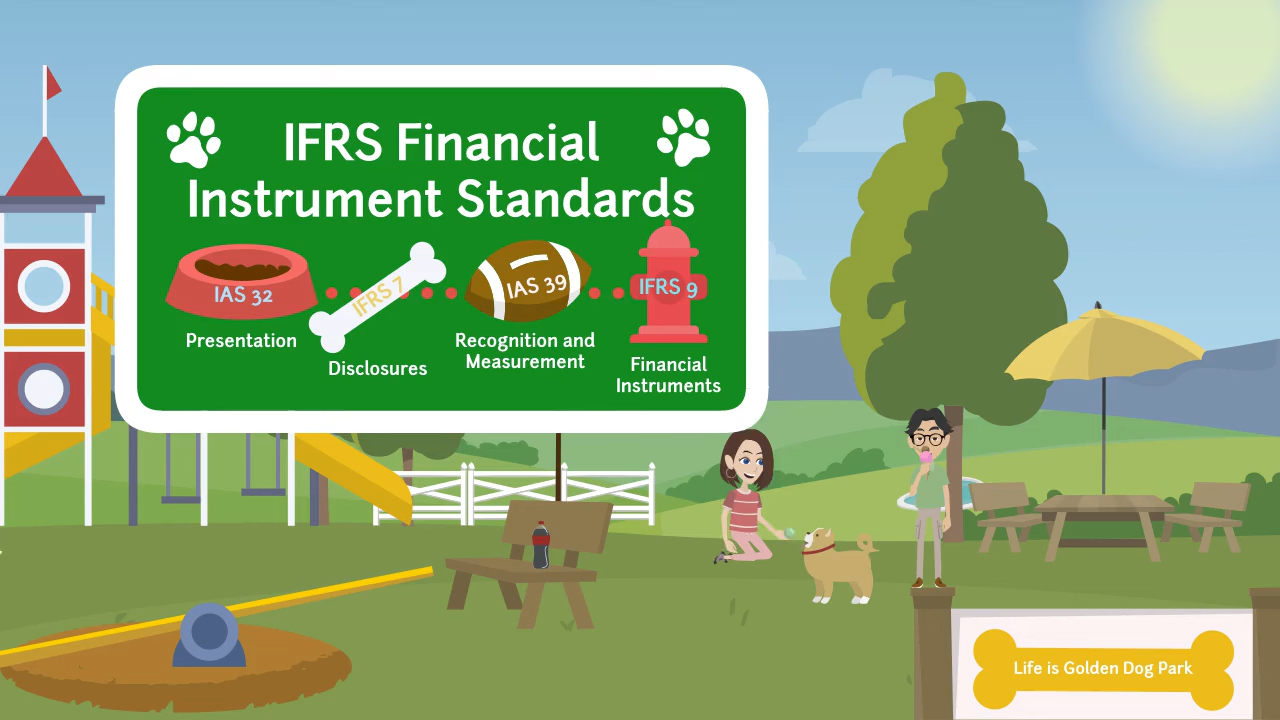 IFRS Financial
Instrument Standards
IAS 32
IFRS 7
IAS 39
IFRS 9
Presentation
Disclosures
Recognition and
Measurement
Financial
Instruments
Life is Golden Dog Park